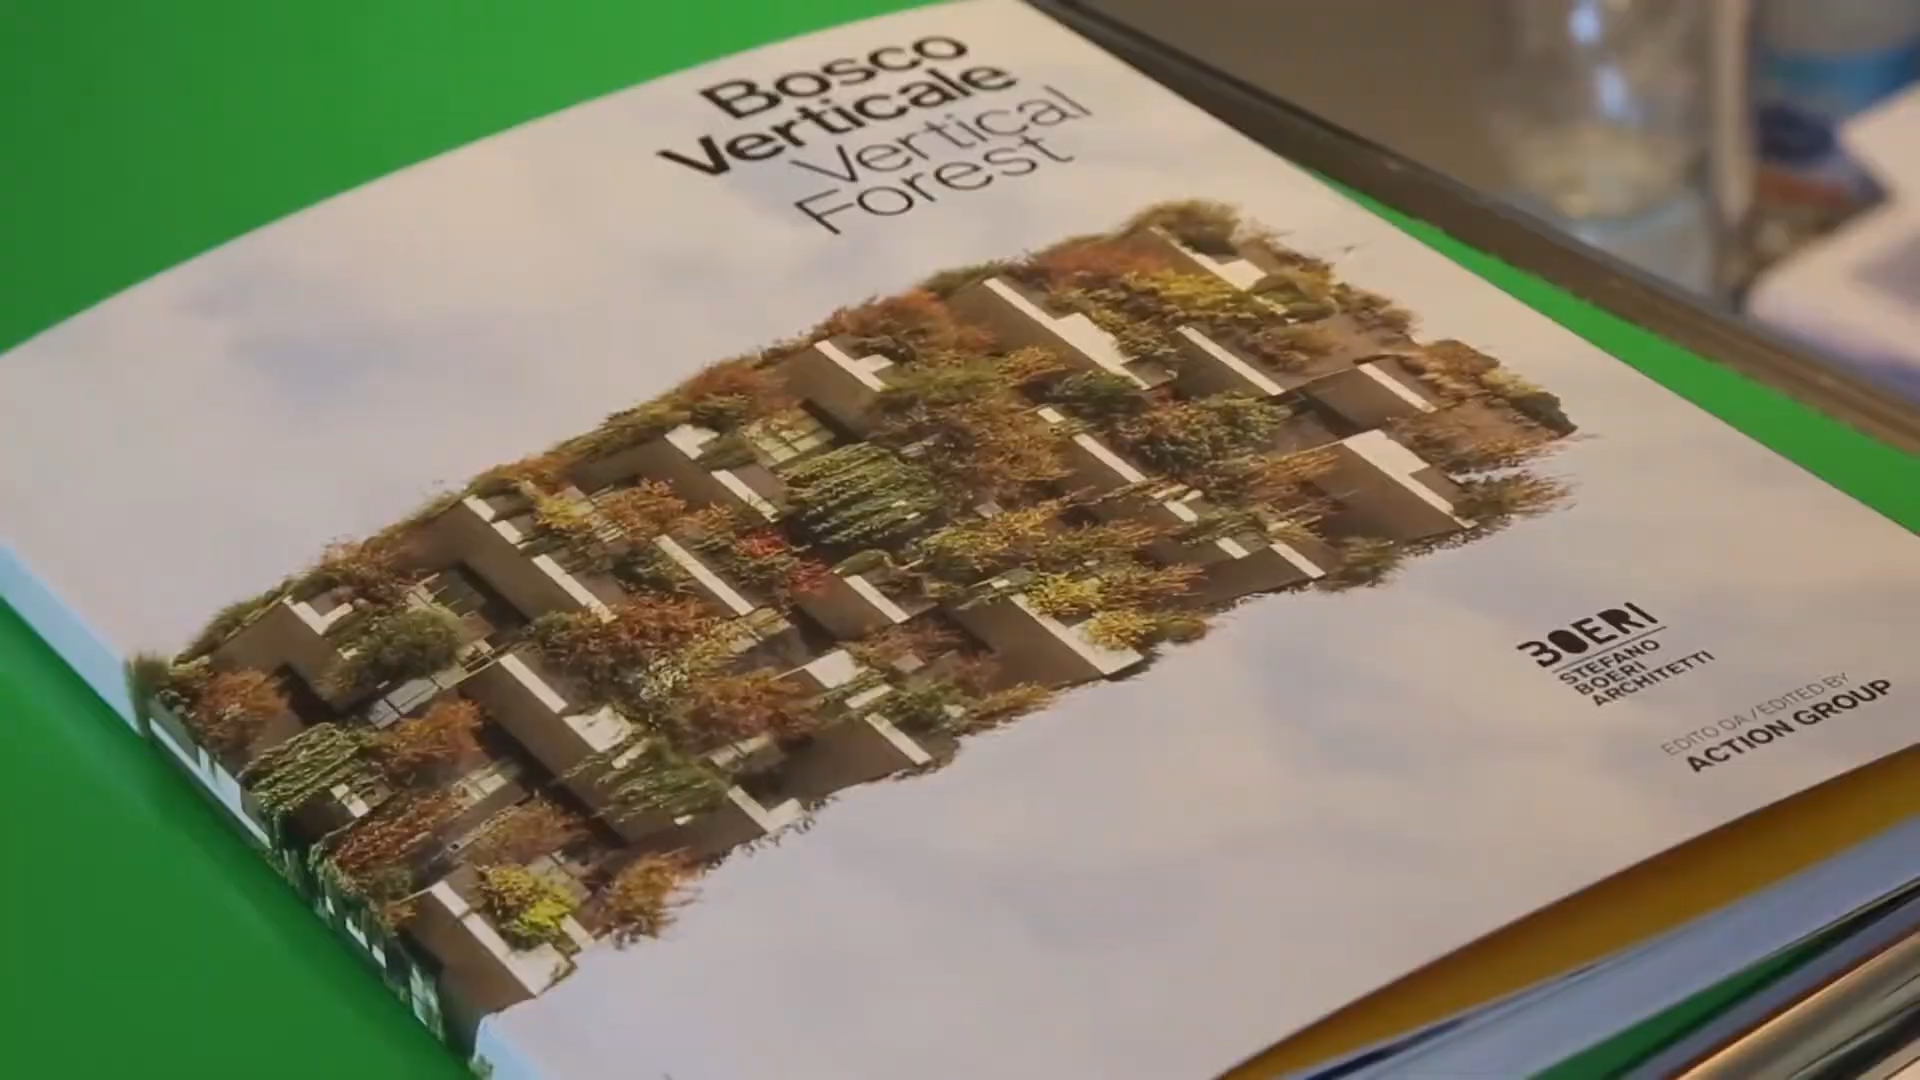 Bosco
Verticale
Vertical
Forest
BOERI
STEFANO
BOERI
ARCHITETTI
EDITO DA / EDITED BY
ACTION GROUP